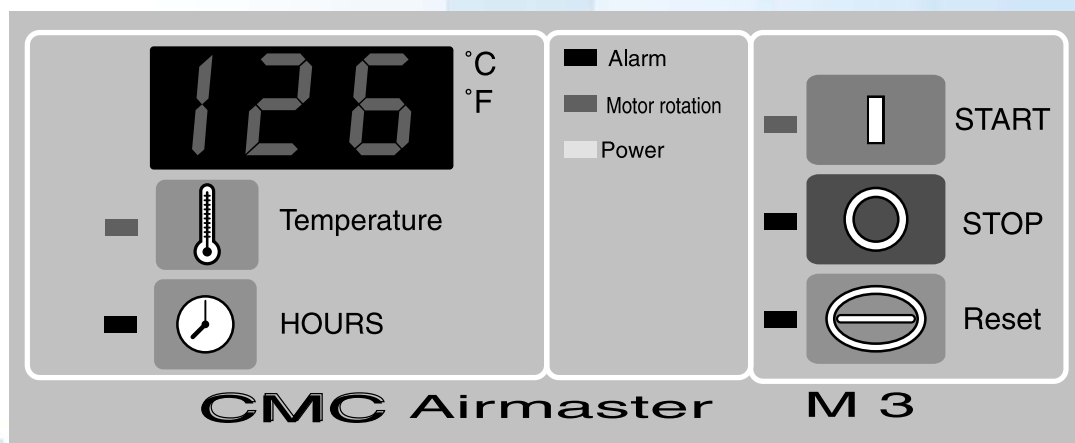 126
°C
°F
Temperature
HOURS
Alarm
Motor rotation
Power
START
STOP
Reset
CMC Airmaster M 3